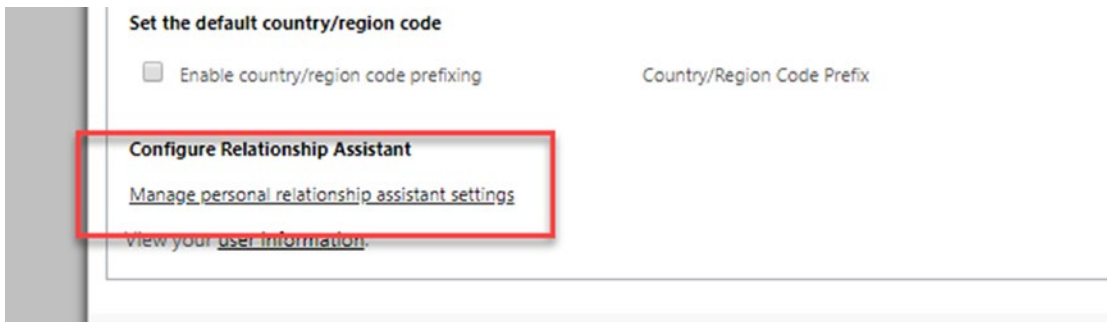 Set the default country/region code
Enable country/region code prefixing Country/Region Code Prefix
Configure Relationship Assistant
Manage personal relationship assistant settings
View your user information.